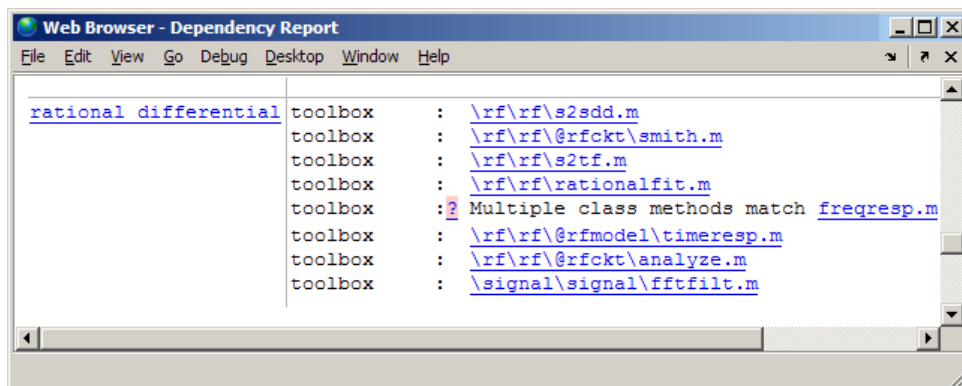 Web Browser - Dependency Report
File Edit View Go Debug Desktop Window Help
rational differential toolbox : \rf\rf\s2sdd.m
toolbox : \rf\rf\@rfckt\smith.m
toolbox : \rf\rf\s2tf.m
toolbox : \rf\rf\rationalfit.m
toolbox :? Multiple class methods match freqresp.m
toolbox : \rf\rf\@rfmodel\timeresp.m
toolbox : \rf\rf\@rfckt\analyze.m
toolbox : \signal\signal\fftfilt.m